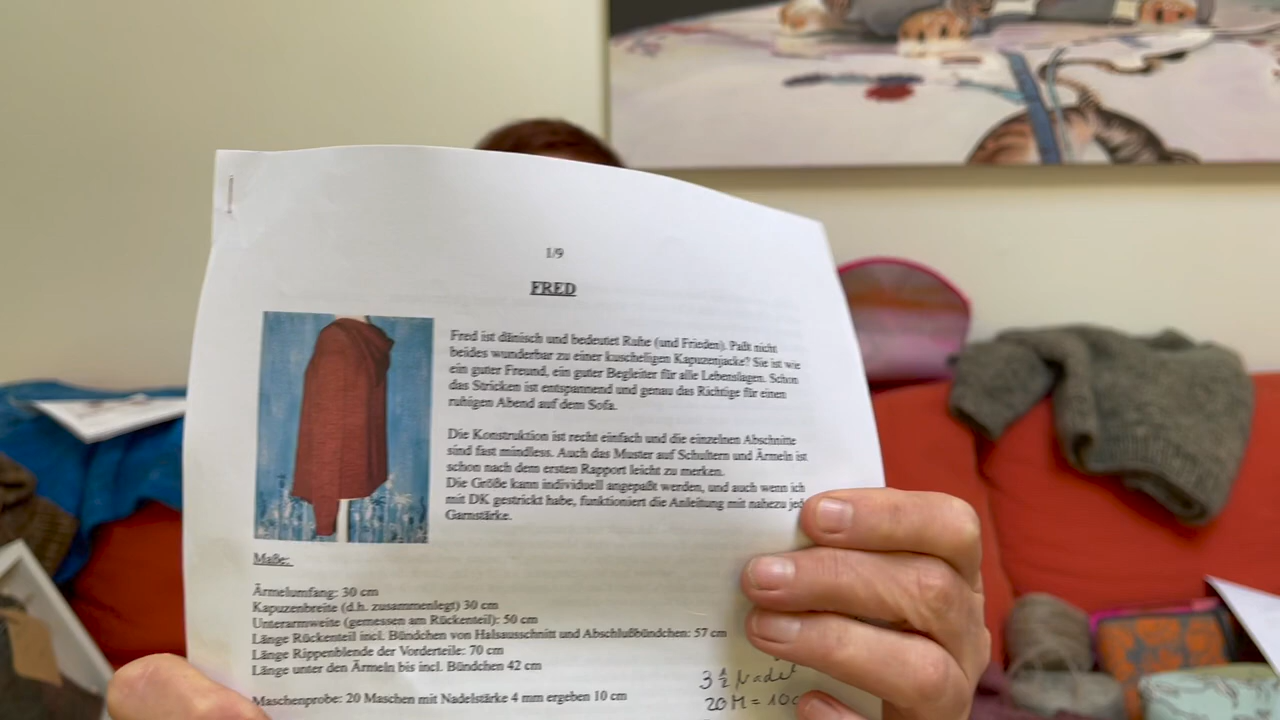 1/9
FRED
Fred ist dänisch und bedeutet Ruhe (und Frieden). Paßt nicht
beides wunderbar zu einer kuscheligen Kapuzenjacke? Sie ist wie
ein guter Freund, ein guter Begleiter für alle Lebenslagen. Schon
das Stricken ist entspannend und genau das Richtige für einen
ruhigen Abend auf dem Sofa.
Die Konstruktion ist recht einfach und die einzelnen Abschnitte
sind fast mindless. Auch das Muster auf Schultern und Ärmeln ist
schon nach dem ersten Rapport leicht zu merken.
Die Größe kann individuell angepaßt werden, und auch wenn ich
mit DK gestrickt habe, funktioniert die Anleitung mit nahezu jed
Garnstärke.
Maße:
Ärmelumfang: 30 cm
Kapuzenbreite (d.h. zusammenlegt) 30 cm
Unterarmweite (gemessen am Rückenteil): 50 cm
Länge Rückenteil incl. Bündchen von Halsausschnitt und Abschlußbündchen: 57 cm
Länge Rippenblende der Vorderteile: 70 cm
Länge unter den Ärmeln bis incl. Bündchen 42 cm
Maschenprobe: 20 Maschen mit Nadelstärke 4 mm ergeben 10 cm
3 ½ Nadel
20 M = 10c